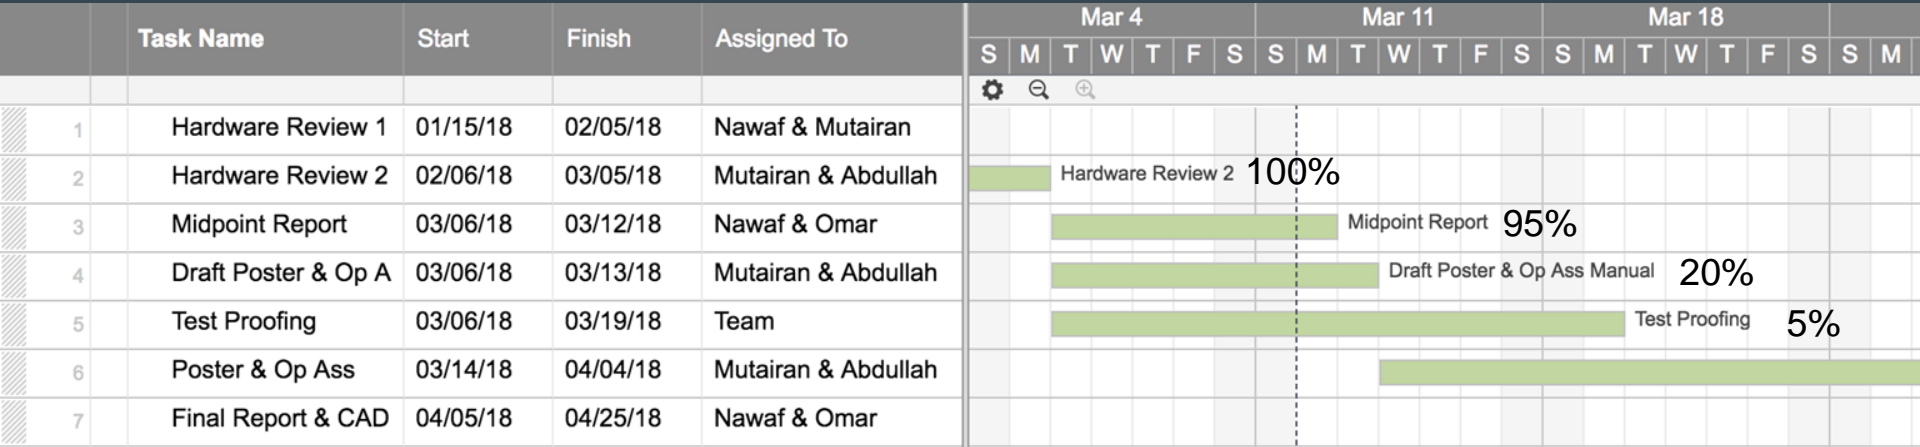 Mar 4 Mar 11 Mar 18
Task Name Start Finish Assigned To S M T W T F S S M T W T F S S M T W T F S S M
1 Hardware Review 1 01/15/18 02/05/18 Nawaf & Mutairan
2 Hardware Review 2 02/06/18 03/05/18 Mutairan & Abdullah Hardware Review 2 100%
3 Midpoint Report 03/06/18 03/12/18 Nawaf & Omar Midpoint Report 95%
4 Draft Poster & Op A 03/06/18 03/13/18 Mutairan & Abdullah Draft Poster & Op Ass Manual 20%
5 Test Proofing 03/06/18 03/19/18 Team Test Proofing 5%
6 Poster & Op Ass 03/14/18 04/04/18 Mutairan & Abdullah
7 Final Report & CAD 04/05/18 04/25/18 Nawaf & Omar